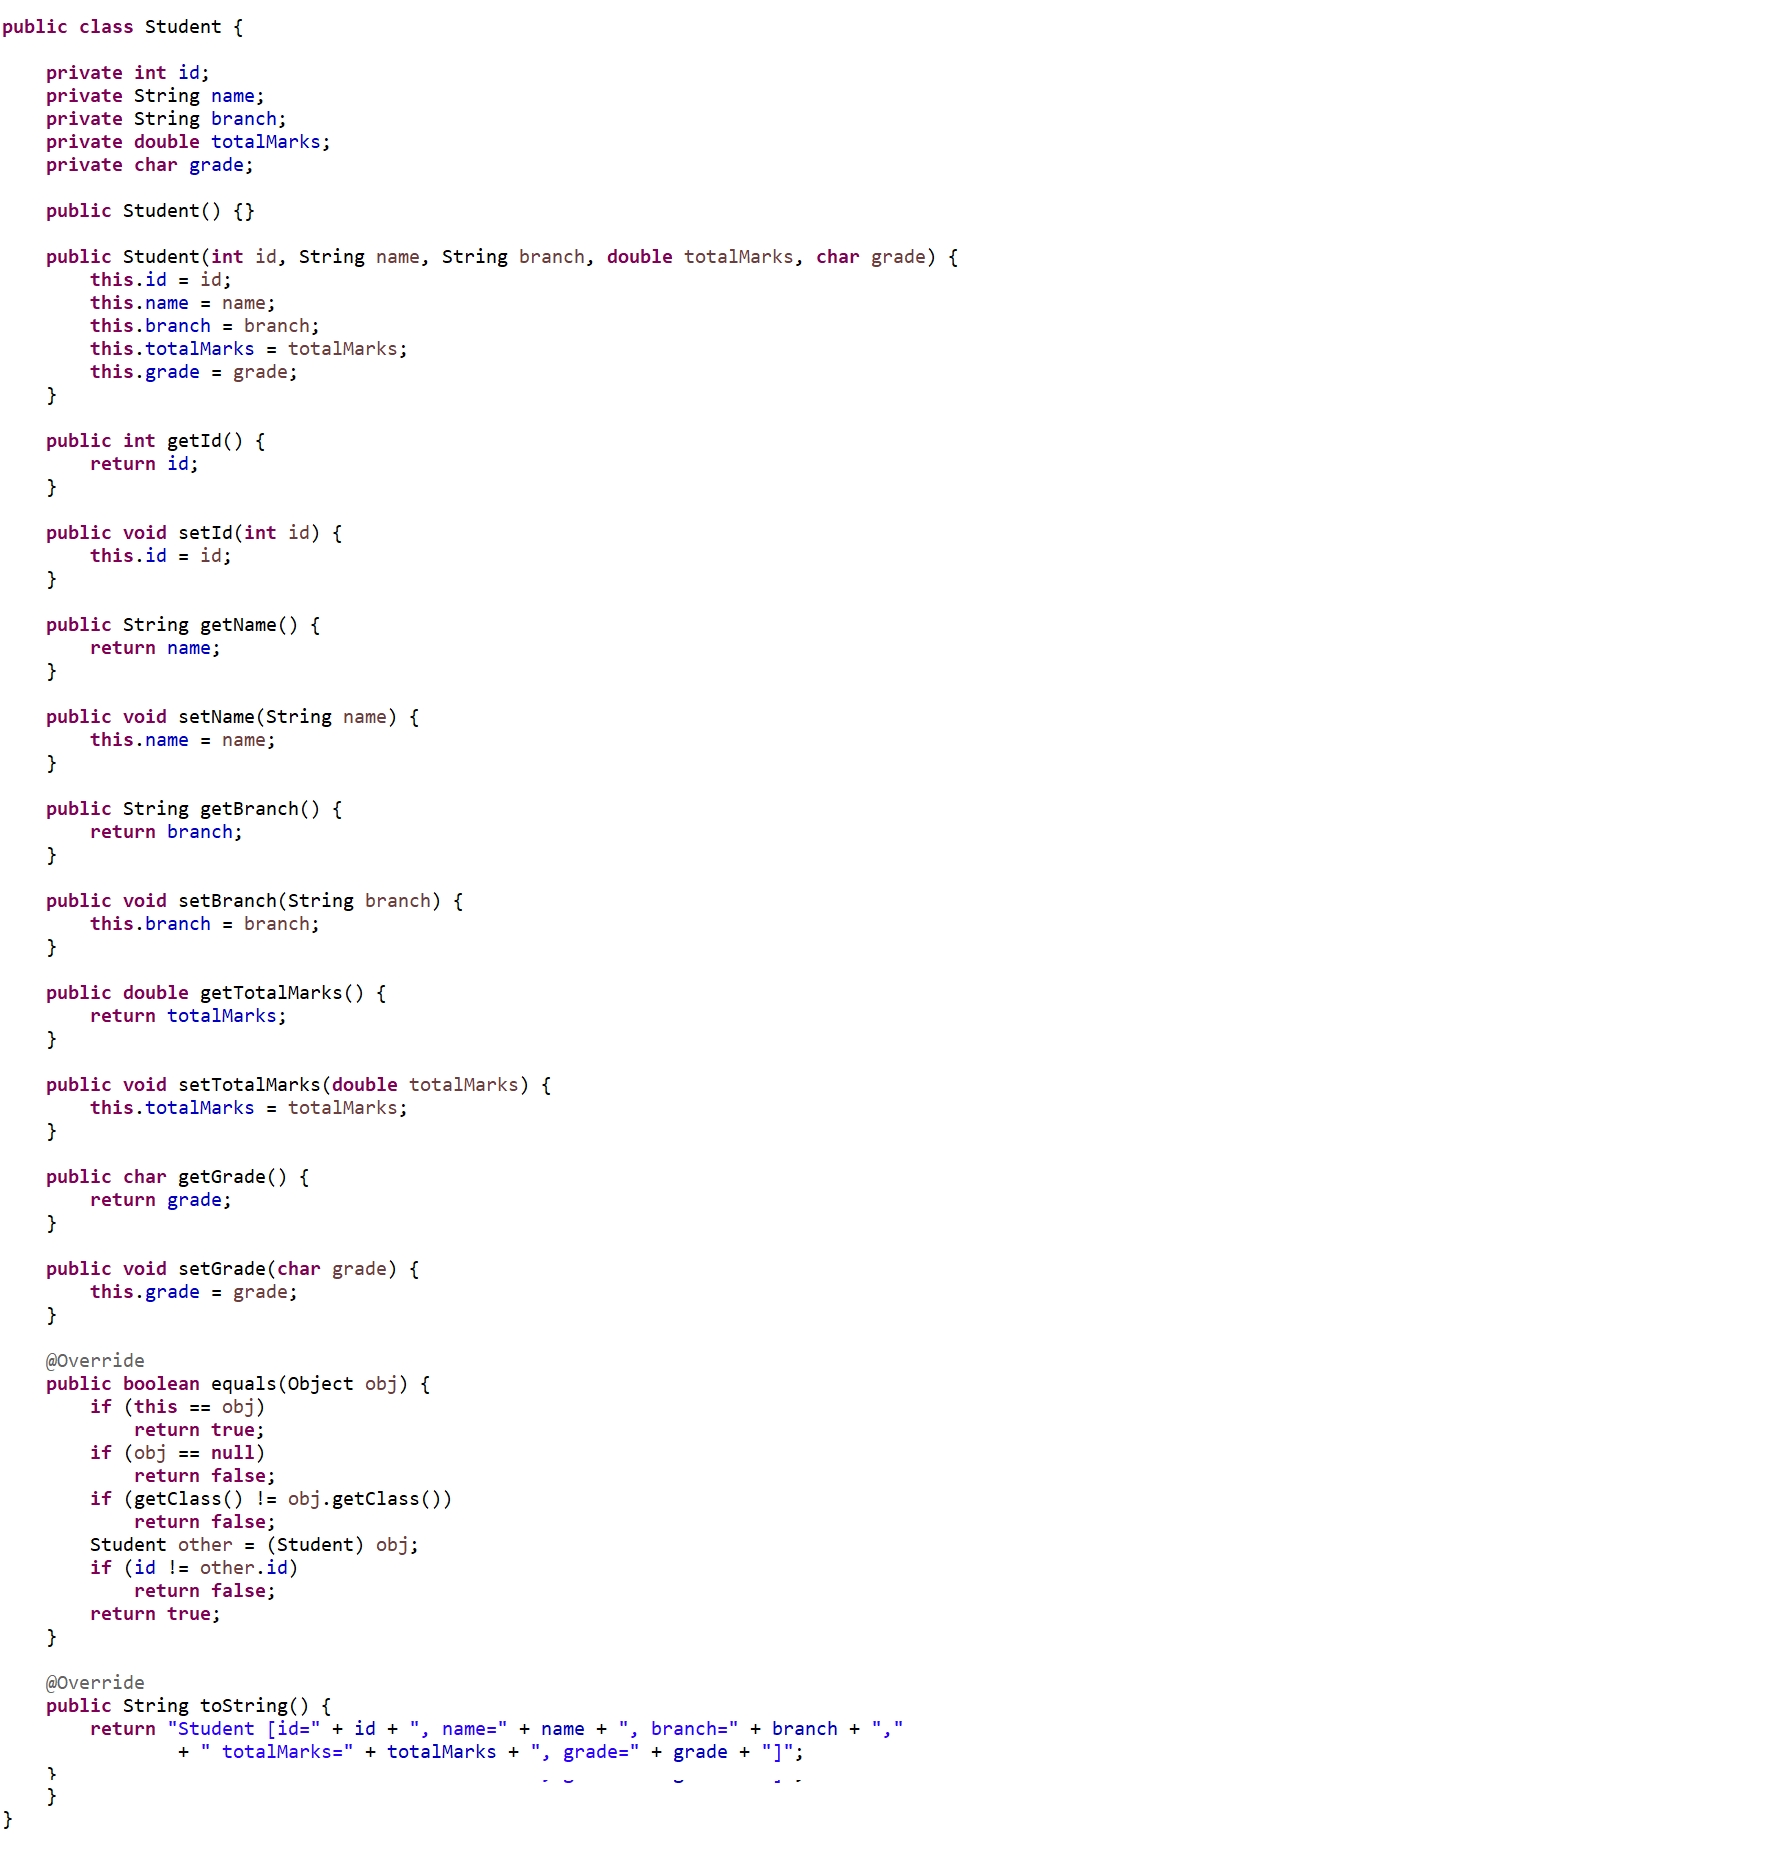 public class Student {
private int id;
private String name;
private String branch;
private double totalMarks;
private char grade;
public Student() {}
public Student(int id, String name, String branch, double totalMarks, char grade) {
this.id = id;
this.name = name;
this.branch = branch;
this.totalMarks = totalMarks;
this.grade = grade;
}
public int getId() {
return id;
}
public void setId(int id) {
this.id = id;
}
public String getName() {
return name;
}
public void setName(String name) {
this.name = name;
}
public String getBranch() {
return branch;
}
public void setBranch(String branch) {
this.branch = branch;
}
public double getTotalMarks() {
return totalMarks;
}
public void setTotalMarks(double totalMarks) {
this.totalMarks = totalMarks;
}
public char getGrade() {
return grade;
}
public void setGrade(char grade) {
this.grade = grade;
}
@Override
public boolean equals(Object obj) {
if (this == obj)
return true;
if (obj == null)
return false;
if (getClass() != obj.getClass())
return false;
Student other = (Student) obj;
if (id != other.id)
return false;
return true;
}
@Override
public String toString() {
return "Student [id=" + id + ", name=" + name + ", branch=" + branch + ","
+ " totalMarks=" + totalMarks + ", grade=" + grade + "]";
}
}
}